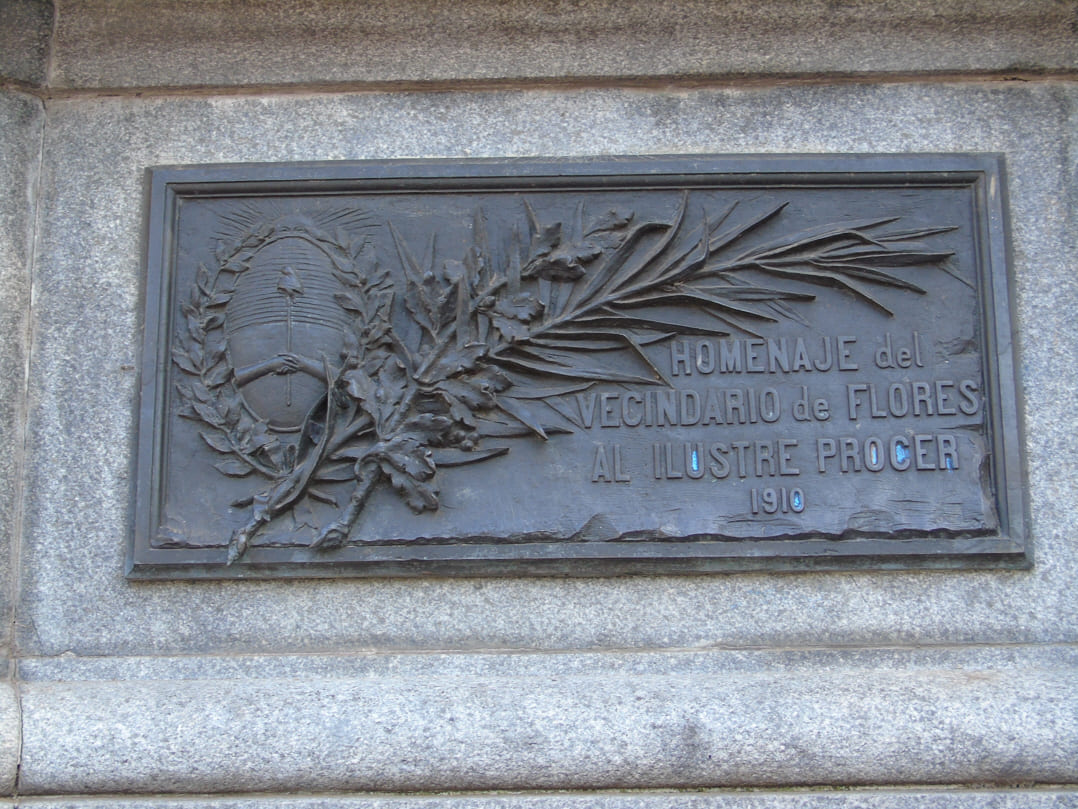 HOMENAJE del
VECINDARIO de FLORES
AL ILUSTRE PROCER
1910